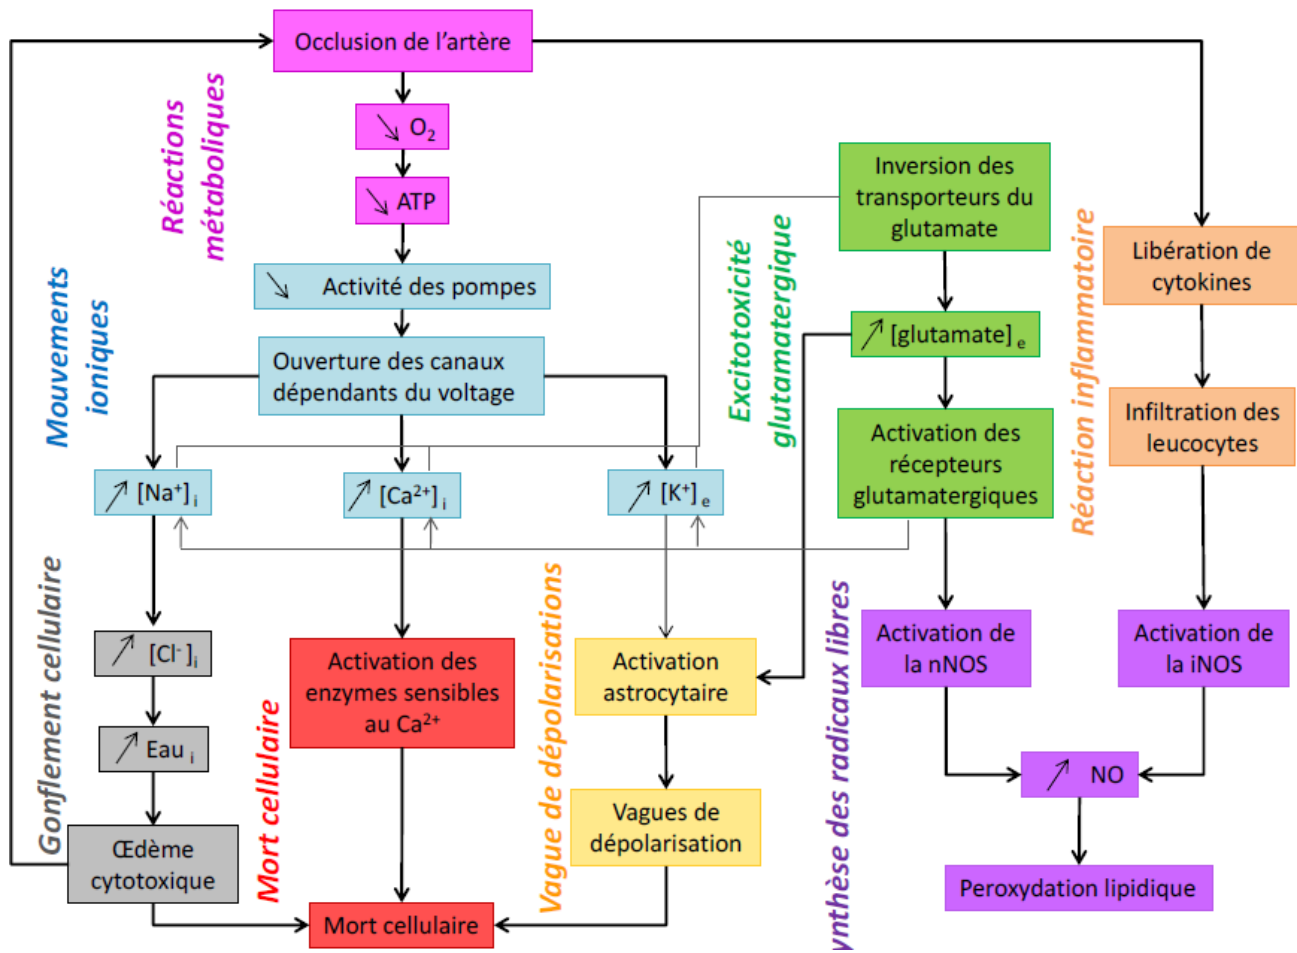 Occlusion de l'artère
Réactions
métaboliques
↘ O₂
↘ ATP
Mouvements
ioniques
↘ Activité des pompes
Ouverture des canaux
dépendants du voltage
↗ [Na⁺] i
↗ [Ca²⁺] i
↗ [K⁺] e
Excitotoxicité
glutamatergique
Inversion des
transporteurs du
glutamate
↗ [glutamate] e
Activation des
récepteurs
glutamatergiques
Réaction inflammatoire
Libération de
cytokines
Infiltration des
leucocytes
Gonflement cellulaire
↗ [Cl⁻] i
↗ Eau i
Œdème
cytotoxique
Mort cellulaire
Activation des
enzymes sensibles
au Ca²⁺
Mort cellulaire
Vague de dépolarisations
Activation
astrocytaire
Vagues de
dépolarisation
ynthèse des radicaux libres
Activation de
la nNOS
Activation de
la iNOS
↗ NO
Peroxydation lipidique